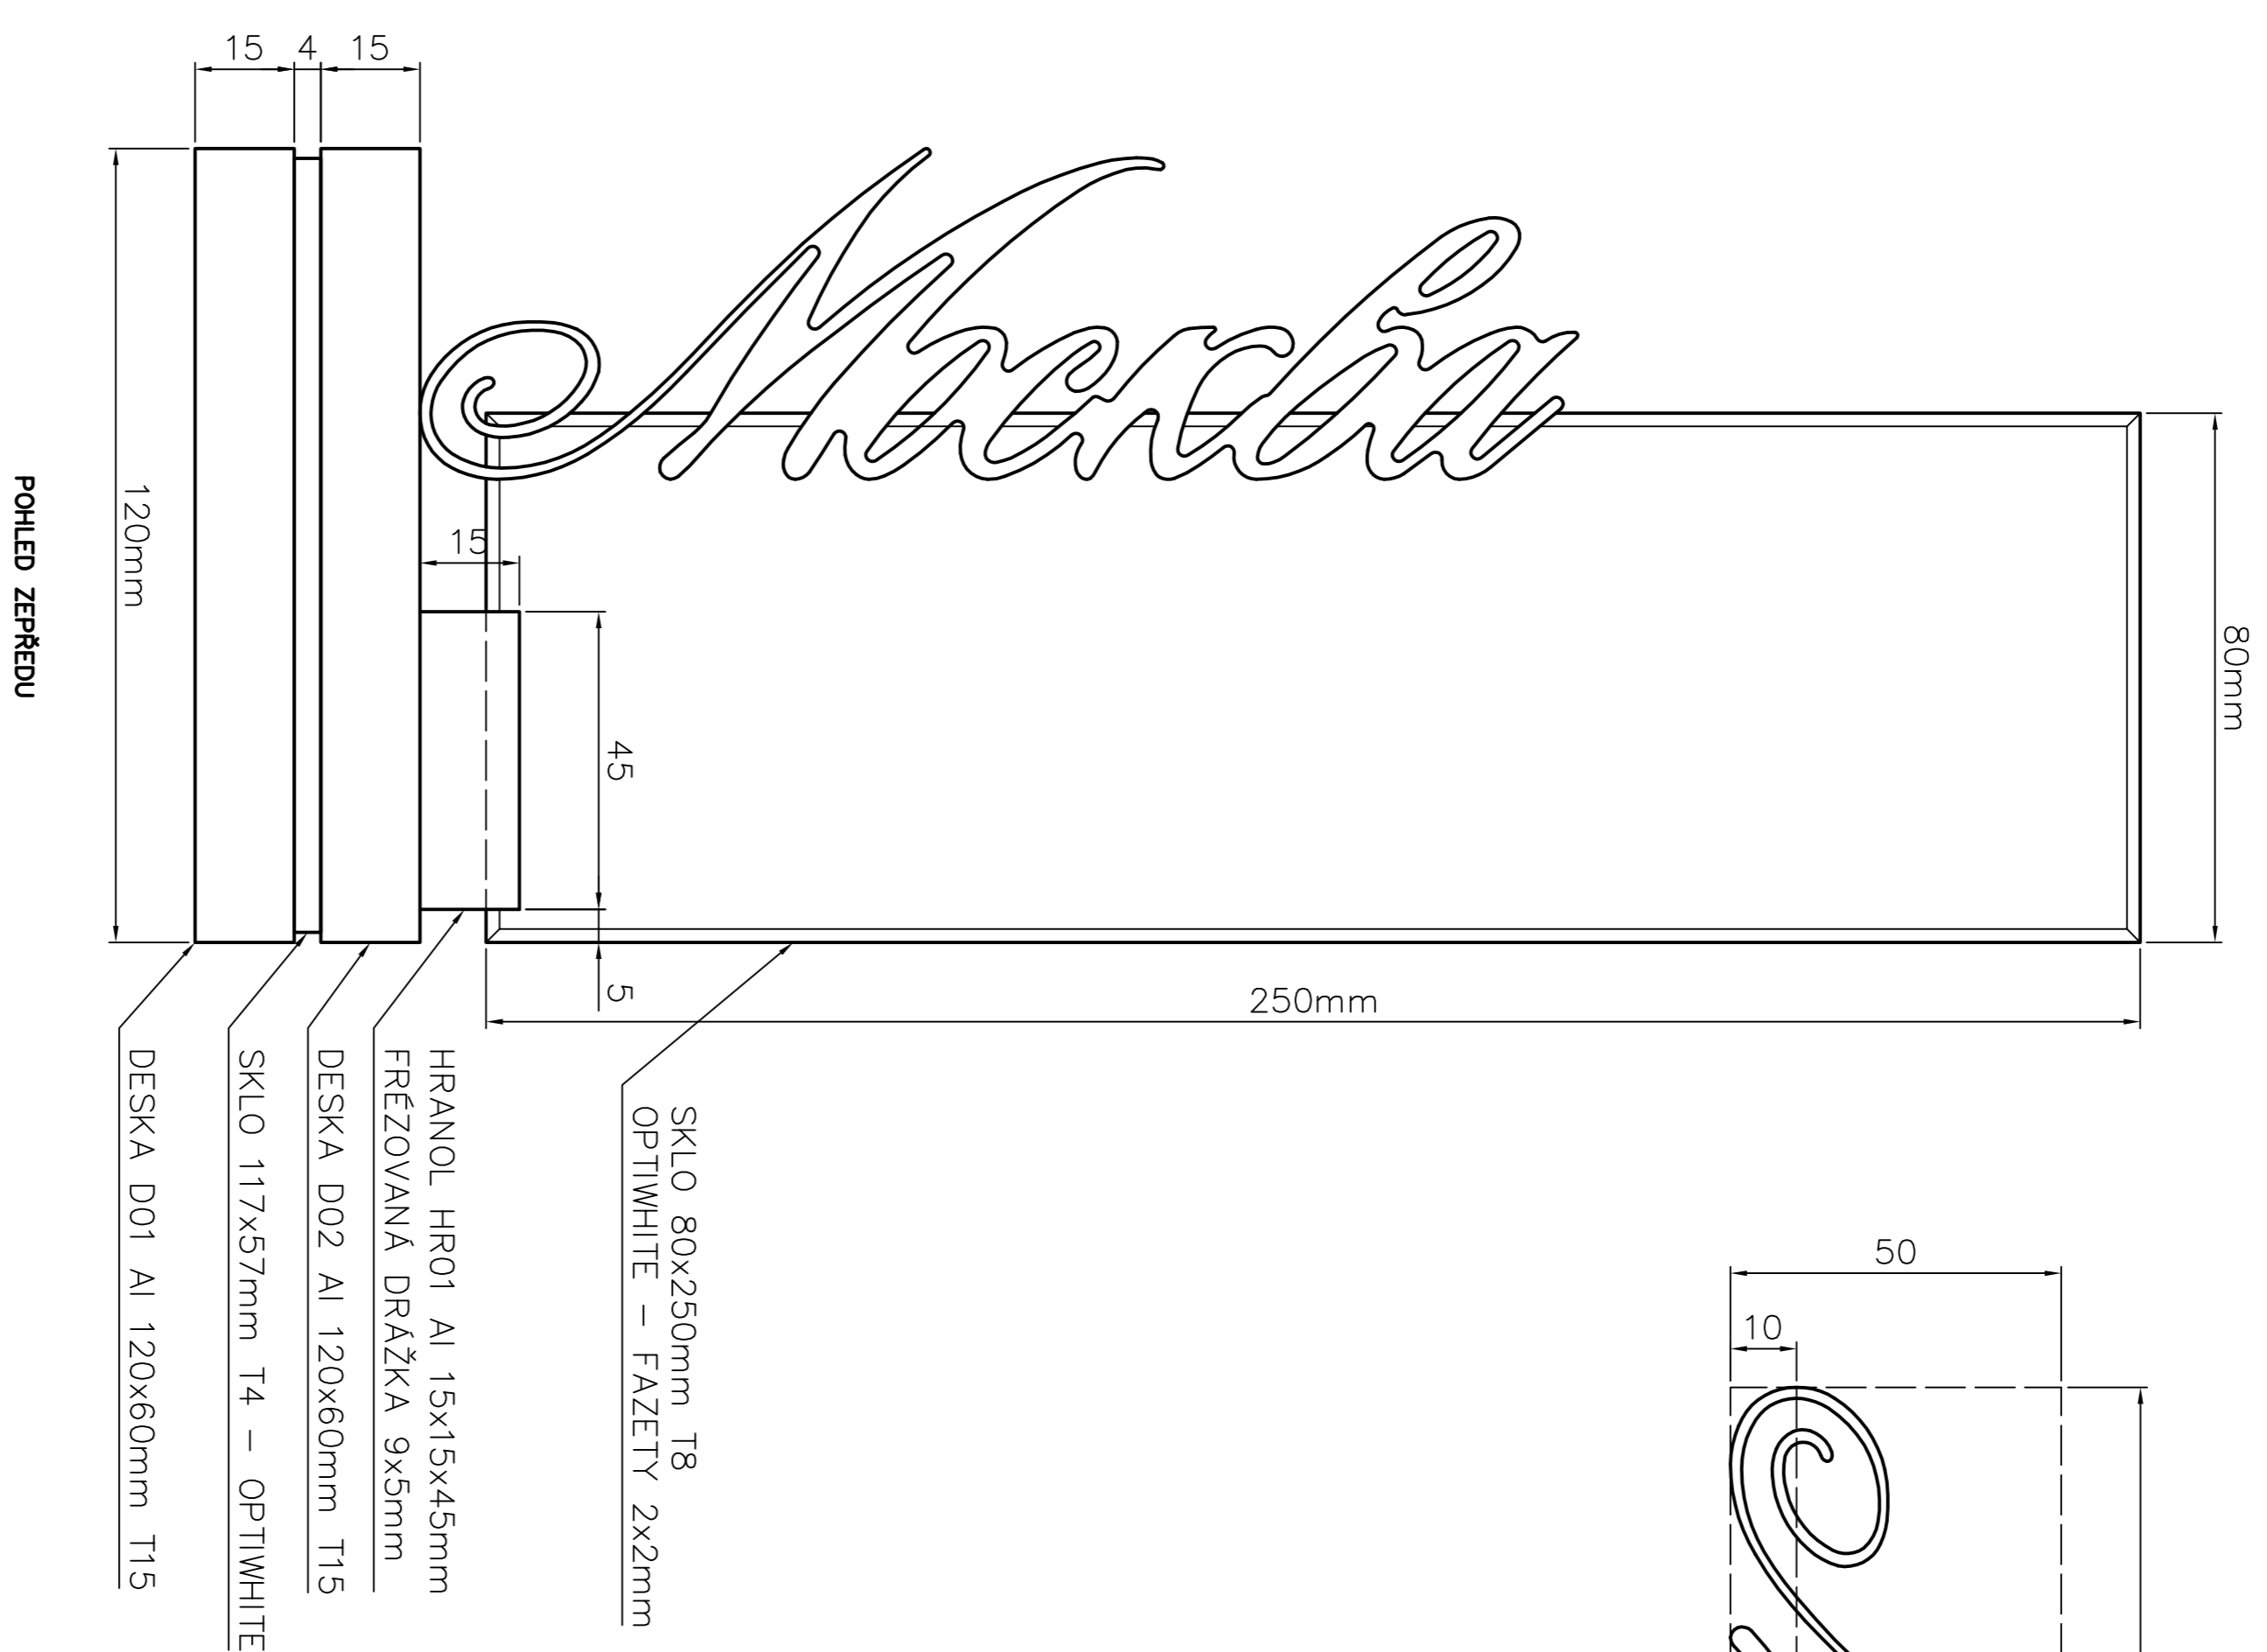 80mm
250mm
SKLO 80x250mm T8
OPTIWHITE – FAZETY 2x2mm
45
5
15
HRANOL HR01 Al 15x15x45mm
FRÉZOVANÁ DRÁŽKA 9x5mm
15
DESKA D02 Al 120x60mm T15
4
SKLO 117x57mm T4 – OPTIWHITE
15
DESKA D01 Al 120x60mm T15
120mm
POHLED ZEPŘEDU
50
10